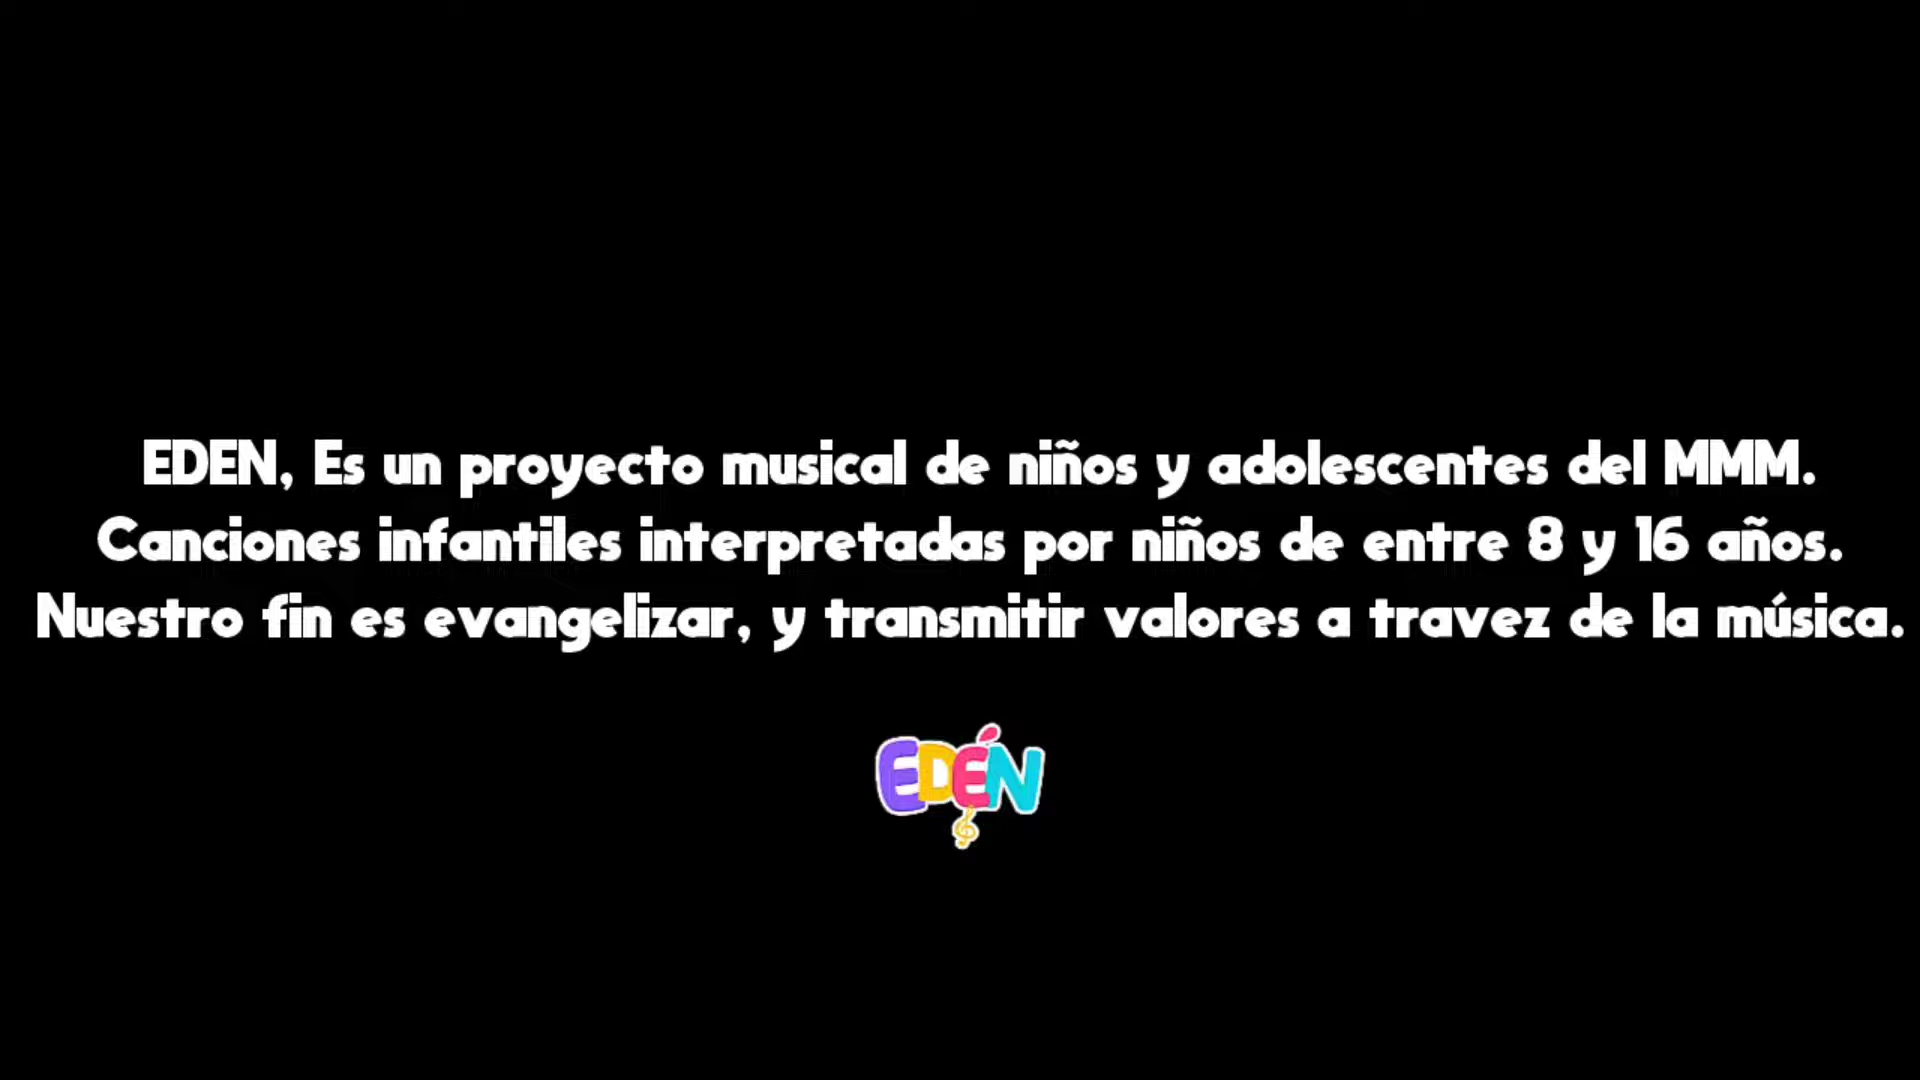 EDEN, Es un proyecto musical de niños y adolescentes del MMM.
Canciones infantiles interpretadas por niños de entre 8 y 16 años.
Nuestro fin es evangelizar, y transmitir valores a travez de la música.
EDÉN